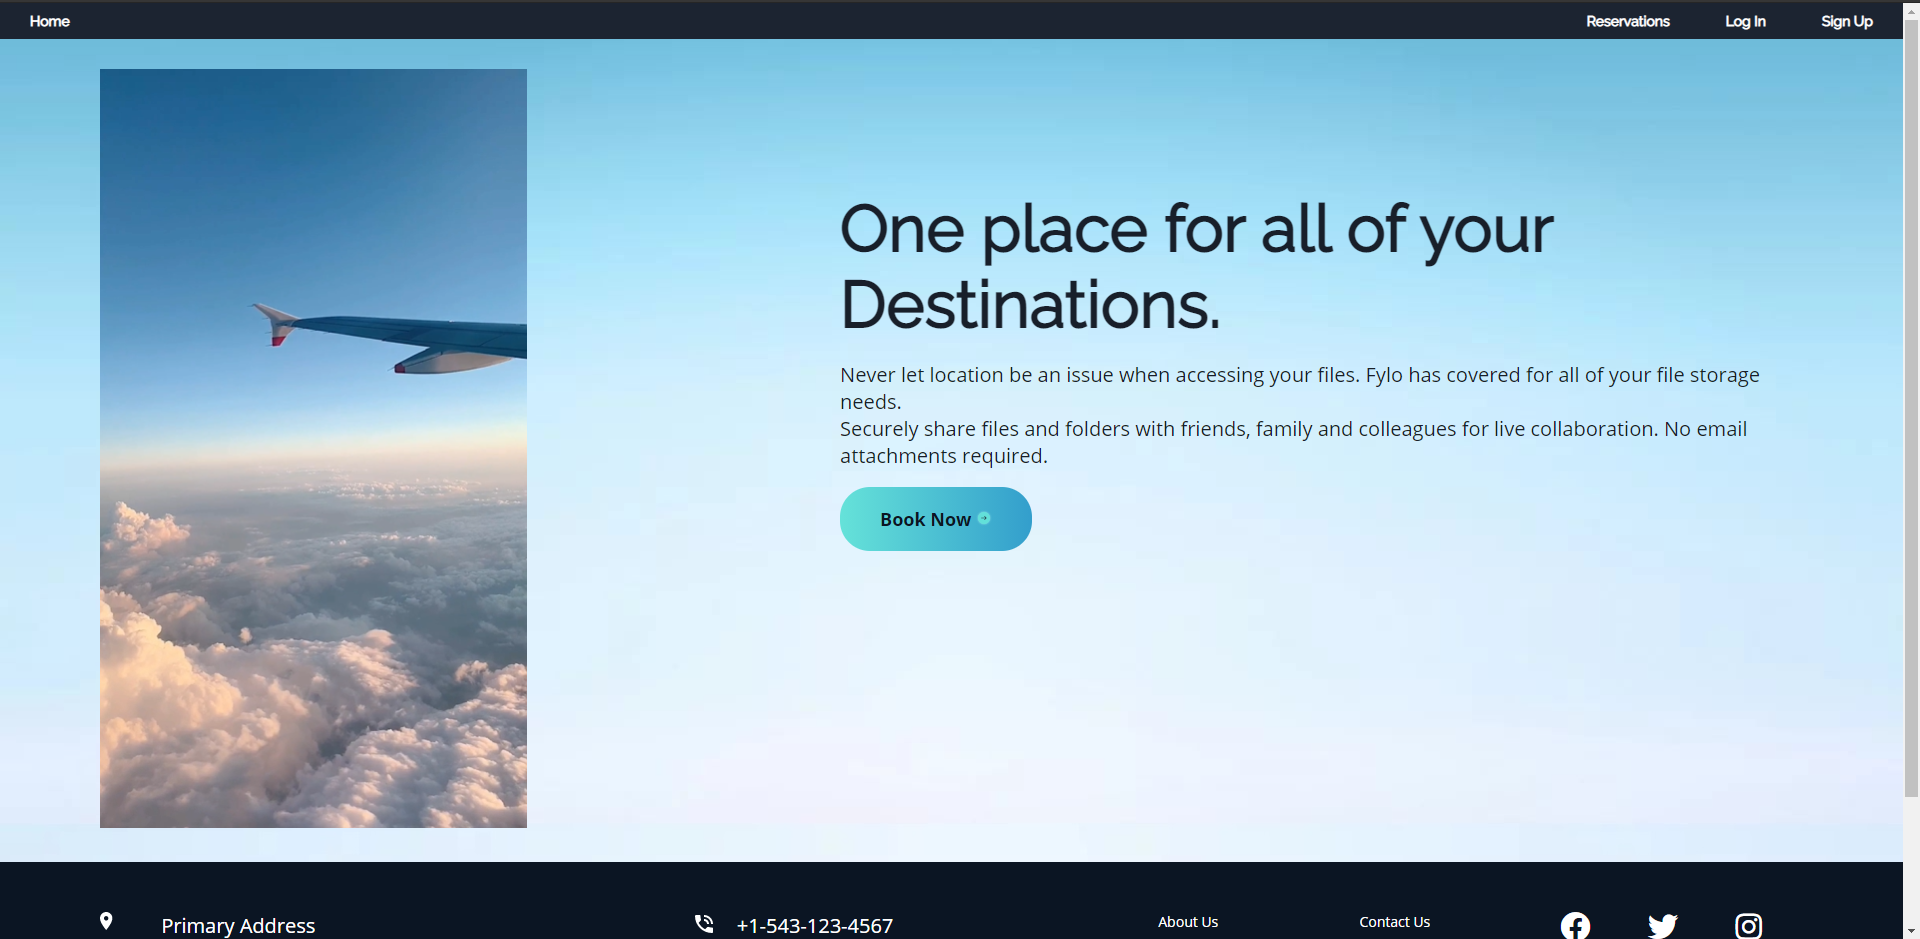 Home
Reservations
Log In
Sign Up
One place for all of your
Destinations.
Never let location be an issue when accessing your files. Fylo has covered for all of your file storage
needs.
Securely share files and folders with friends, family and colleagues for live collaboration. No email
attachments required.
Book Now
Primary Address
+1-543-123-4567
About Us
Contact Us